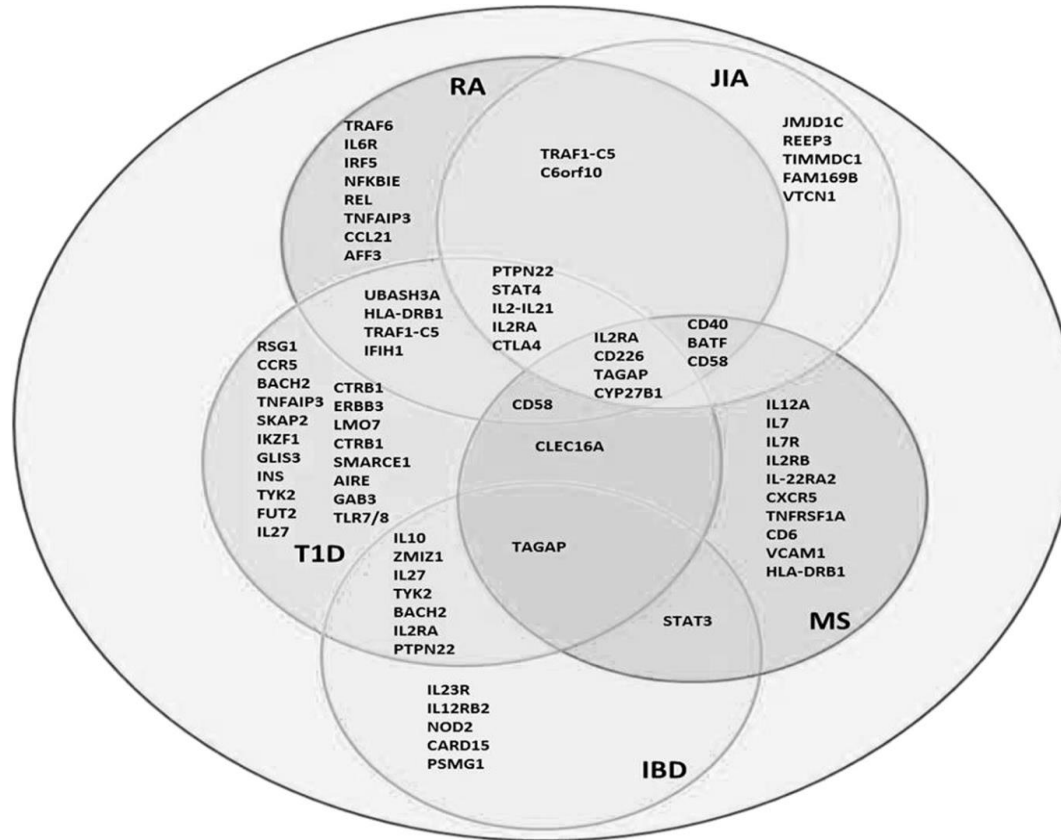 RA
JIA
TRAF6
IL6R
IRF5
NFKBIE
REL
TNFAIP3
CCL21
AFF3
TRAF1-C5
C6orf10
JMJD1C
REEP3
TIMMDC1
FAM169B
VTCN1
UBASH3A
HLA-DRB1
TRAF1-C5
IFIH1
PTPN22
STAT4
IL2-IL21
IL2RA
CTLA4
IL2RA
CD226
TAGAP
CYP27B1
CD40
BATF
CD58
RSG1
CCR5
BACH2
TNFAIP3
SKAP2
IKZF1
GLIS3
INS
TYK2
FUT2
IL27
CTRB1
ERBB3
LMO7
CTRB1
SMARCE1
AIRE
GAB3
TLR7/8
T1D
CD58
CLEC16A
IL12A
IL7
IL7R
IL2RB
IL-22RA2
CXCR5
TNFRSF1A
CD6
VCAM1
HLA-DRB1
MS
IL10
ZMIZ1
IL27
TYK2
BACH2
IL2RA
PTPN22
TAGAP
STAT3
IL23R
IL12RB2
NOD2
CARD15
PSMG1
IBD